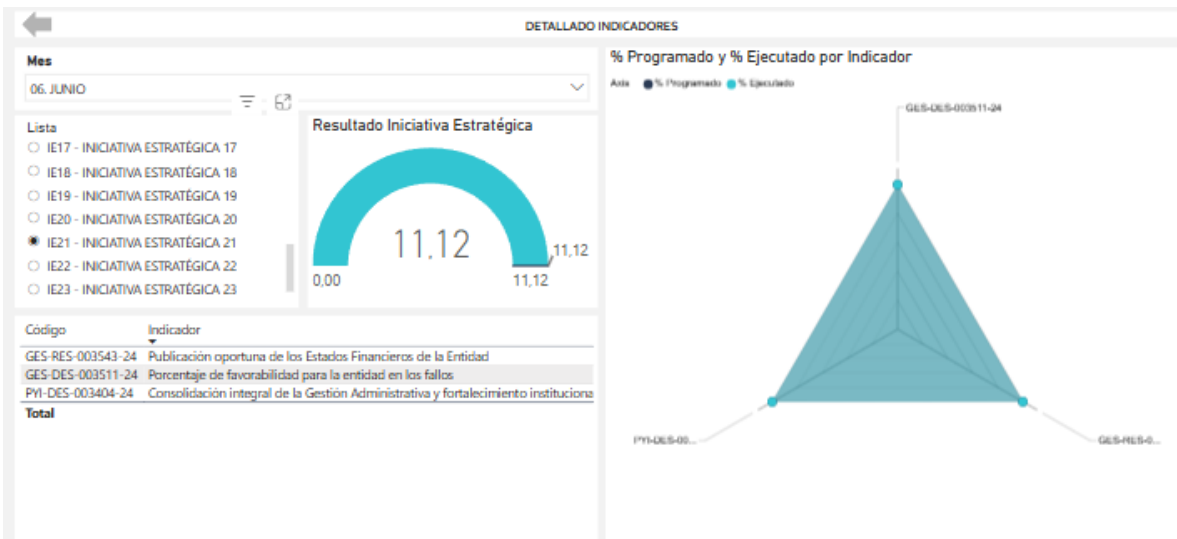 DETALLADO INDICADORES
Mes
06. JUNIO
Lista
IE17 - INICIATIVA ESTRATÉGICA 17
IE18 - INICIATIVA ESTRATÉGICA 18
IE19 - INICIATIVA ESTRATÉGICA 19
IE20 - INICIATIVA ESTRATÉGICA 20
IE21 - INICIATIVA ESTRATÉGICA 21
IE22 - INICIATIVA ESTRATÉGICA 22
IE23 - INICIATIVA ESTRATÉGICA 23
Resultado Iniciativa Estratégica
11,12
11,12
0,00
11,12
Código Indicador
GES-RES-003543-24 Publicación oportuna de los Estados Financieros de la Entidad
GES-DES-003511-24 Porcentaje de favorabilidad para la entidad en los fallos
PYI-DES-003404-24 Consolidación integral de la Gestión Administrativa y fortalecimiento instituciona
Total
% Programado y % Ejecutado por Indicador
Axis % Programado % Ejecutado
GES-DES-003511-24
PYI-DES-00...
GES-RES-0...